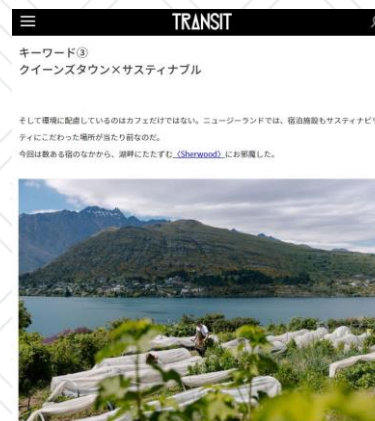 TRANSIT
キーワード③
クイーンズタウン×サスティナブル
そして環境に配慮しているのはカフェだけではない。ニュージーランドでは、宿泊施設もサスティナビリ
ティにこだわった場所が当たり前なのだ。
今回は数ある宿のなかから、湖畔にたたずむ〈Sherwood〉にお邪魔した。